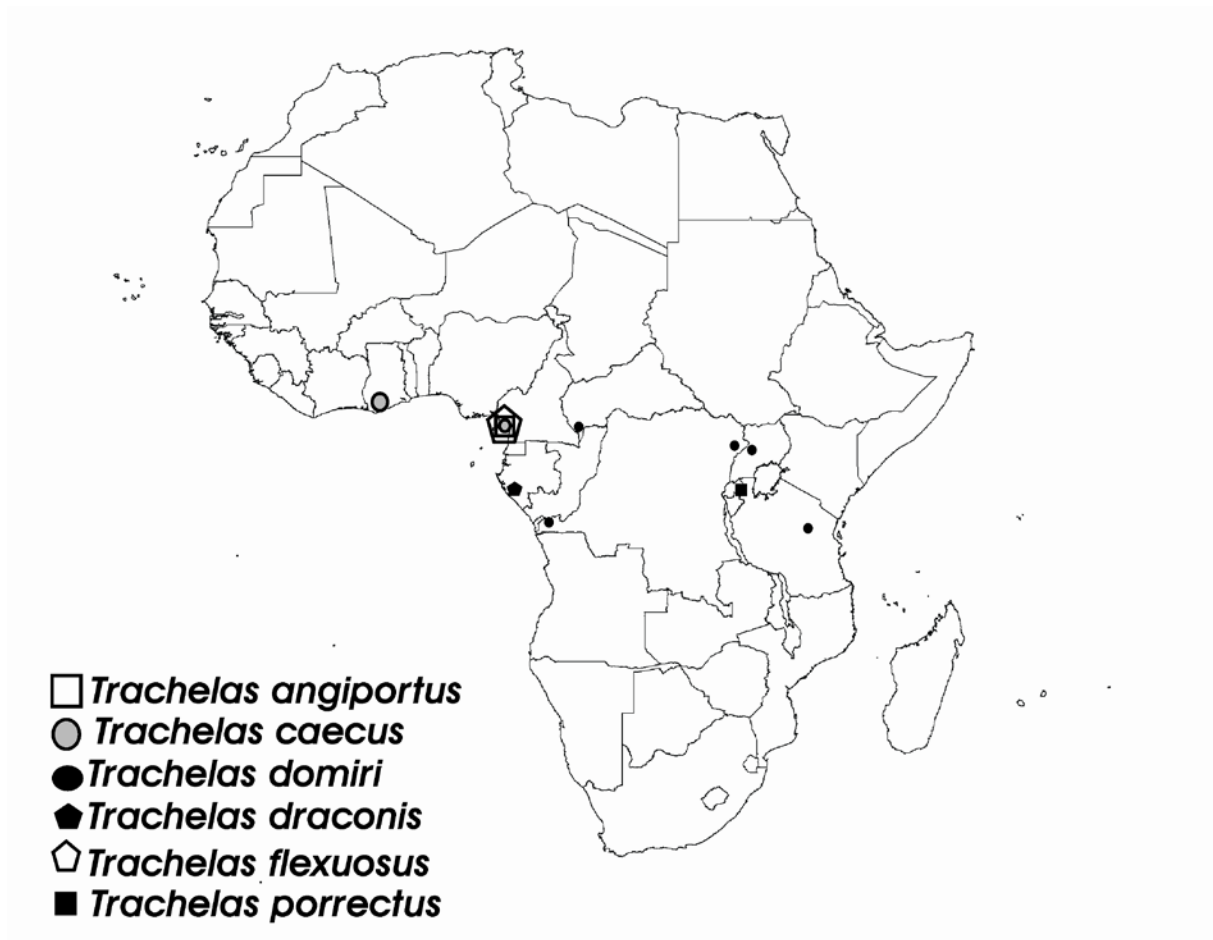 Trachelas angiportus
Trachelas caecus
Trachelas domiri
Trachelas draconis
Trachelas flexuosus
Trachelas porrectus